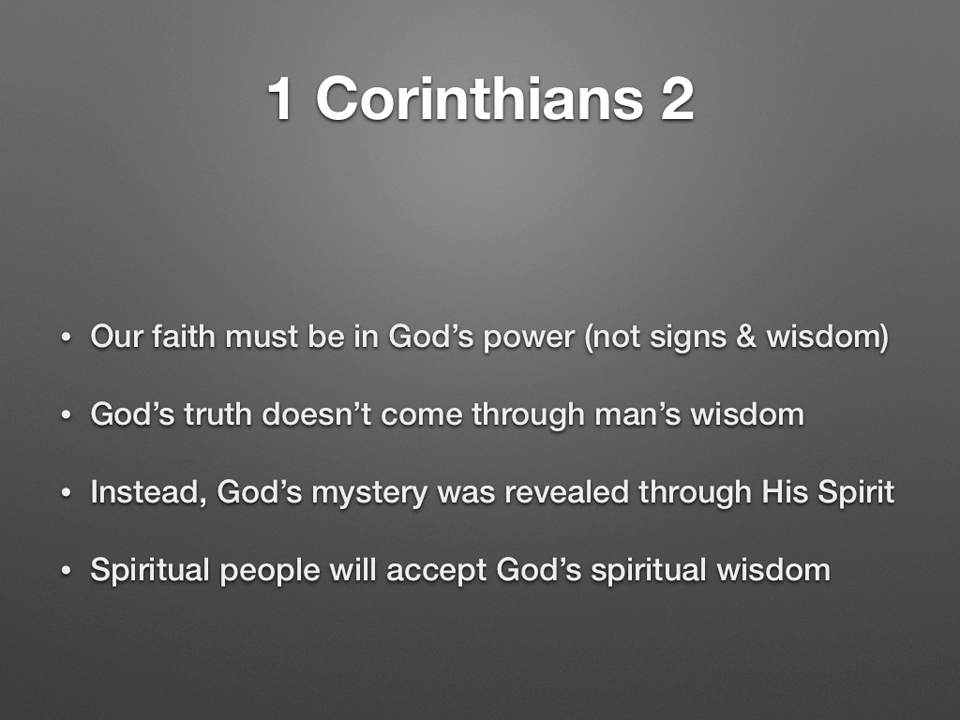 1 Corinthians 2
• Our faith must be in God’s power (not signs & wisdom)
• God’s truth doesn’t come through man’s wisdom
• Instead, God’s mystery was revealed through His Spirit
• Spiritual people will accept God’s spiritual wisdom